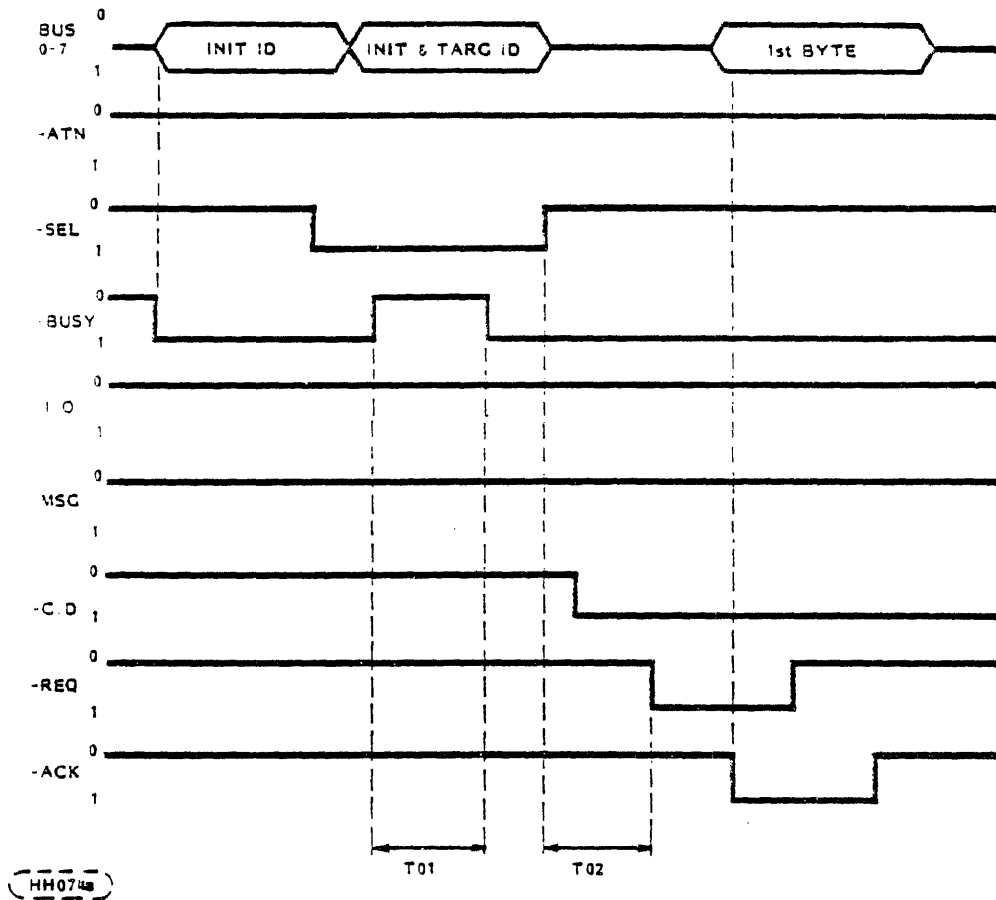 0
BUS
0-7
INIT ID
INIT & TARG ID
1st BYTE
1
0
-ATN
1
0
-SEL
1
0
-BUSY
1
0
I O
1
0
MSG
1
0
-C.D
1
0
-REQ
1
0
-ACK
1
T01
T02
HH074a